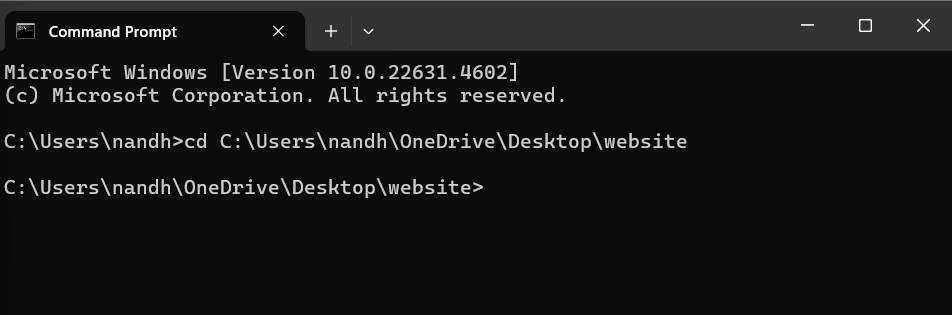 Command Prompt
Microsoft Windows [Version 10.0.22631.4602]
(c) Microsoft Corporation. All rights reserved.
C:\Users\nandh>cd C:\Users\nandh\OneDrive\Desktop\website
C:\Users\nandh\OneDrive\Desktop\website>